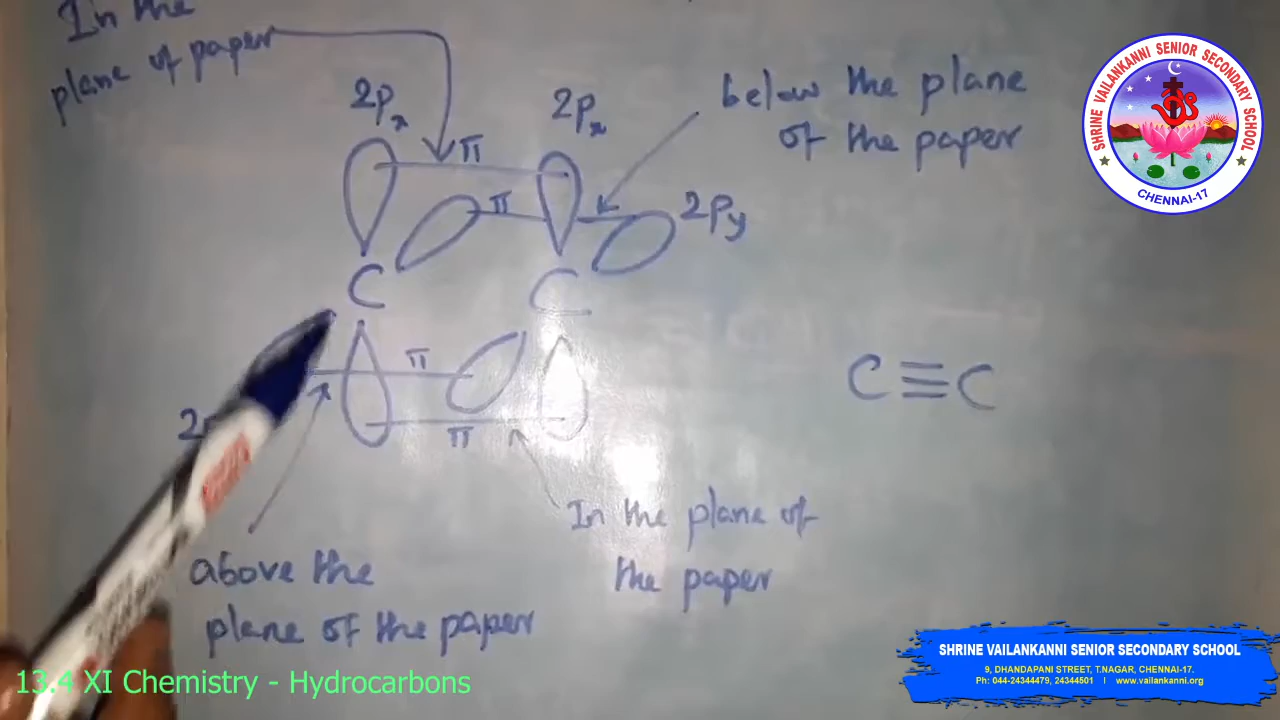 In the
plane of paper
2Px
2Px
below the plane
of the paper
π
π
2Py
C
C
π
π
C≡C
In the plane of
the paper
above the
plane of the paper
13.4 XI Chemistry - Hydrocarbons
SHRINE VAILANKANNI SENIOR SECONDARY SCHOOL
CHENNAI-17
SHRINE VAILANKANNI SENIOR SECONDARY SCHOOL
9, DHANDAPANI STREET, T.NAGAR, CHENNAI-17.
Ph: 044-24344479, 24344501 I www.vailankanni.org